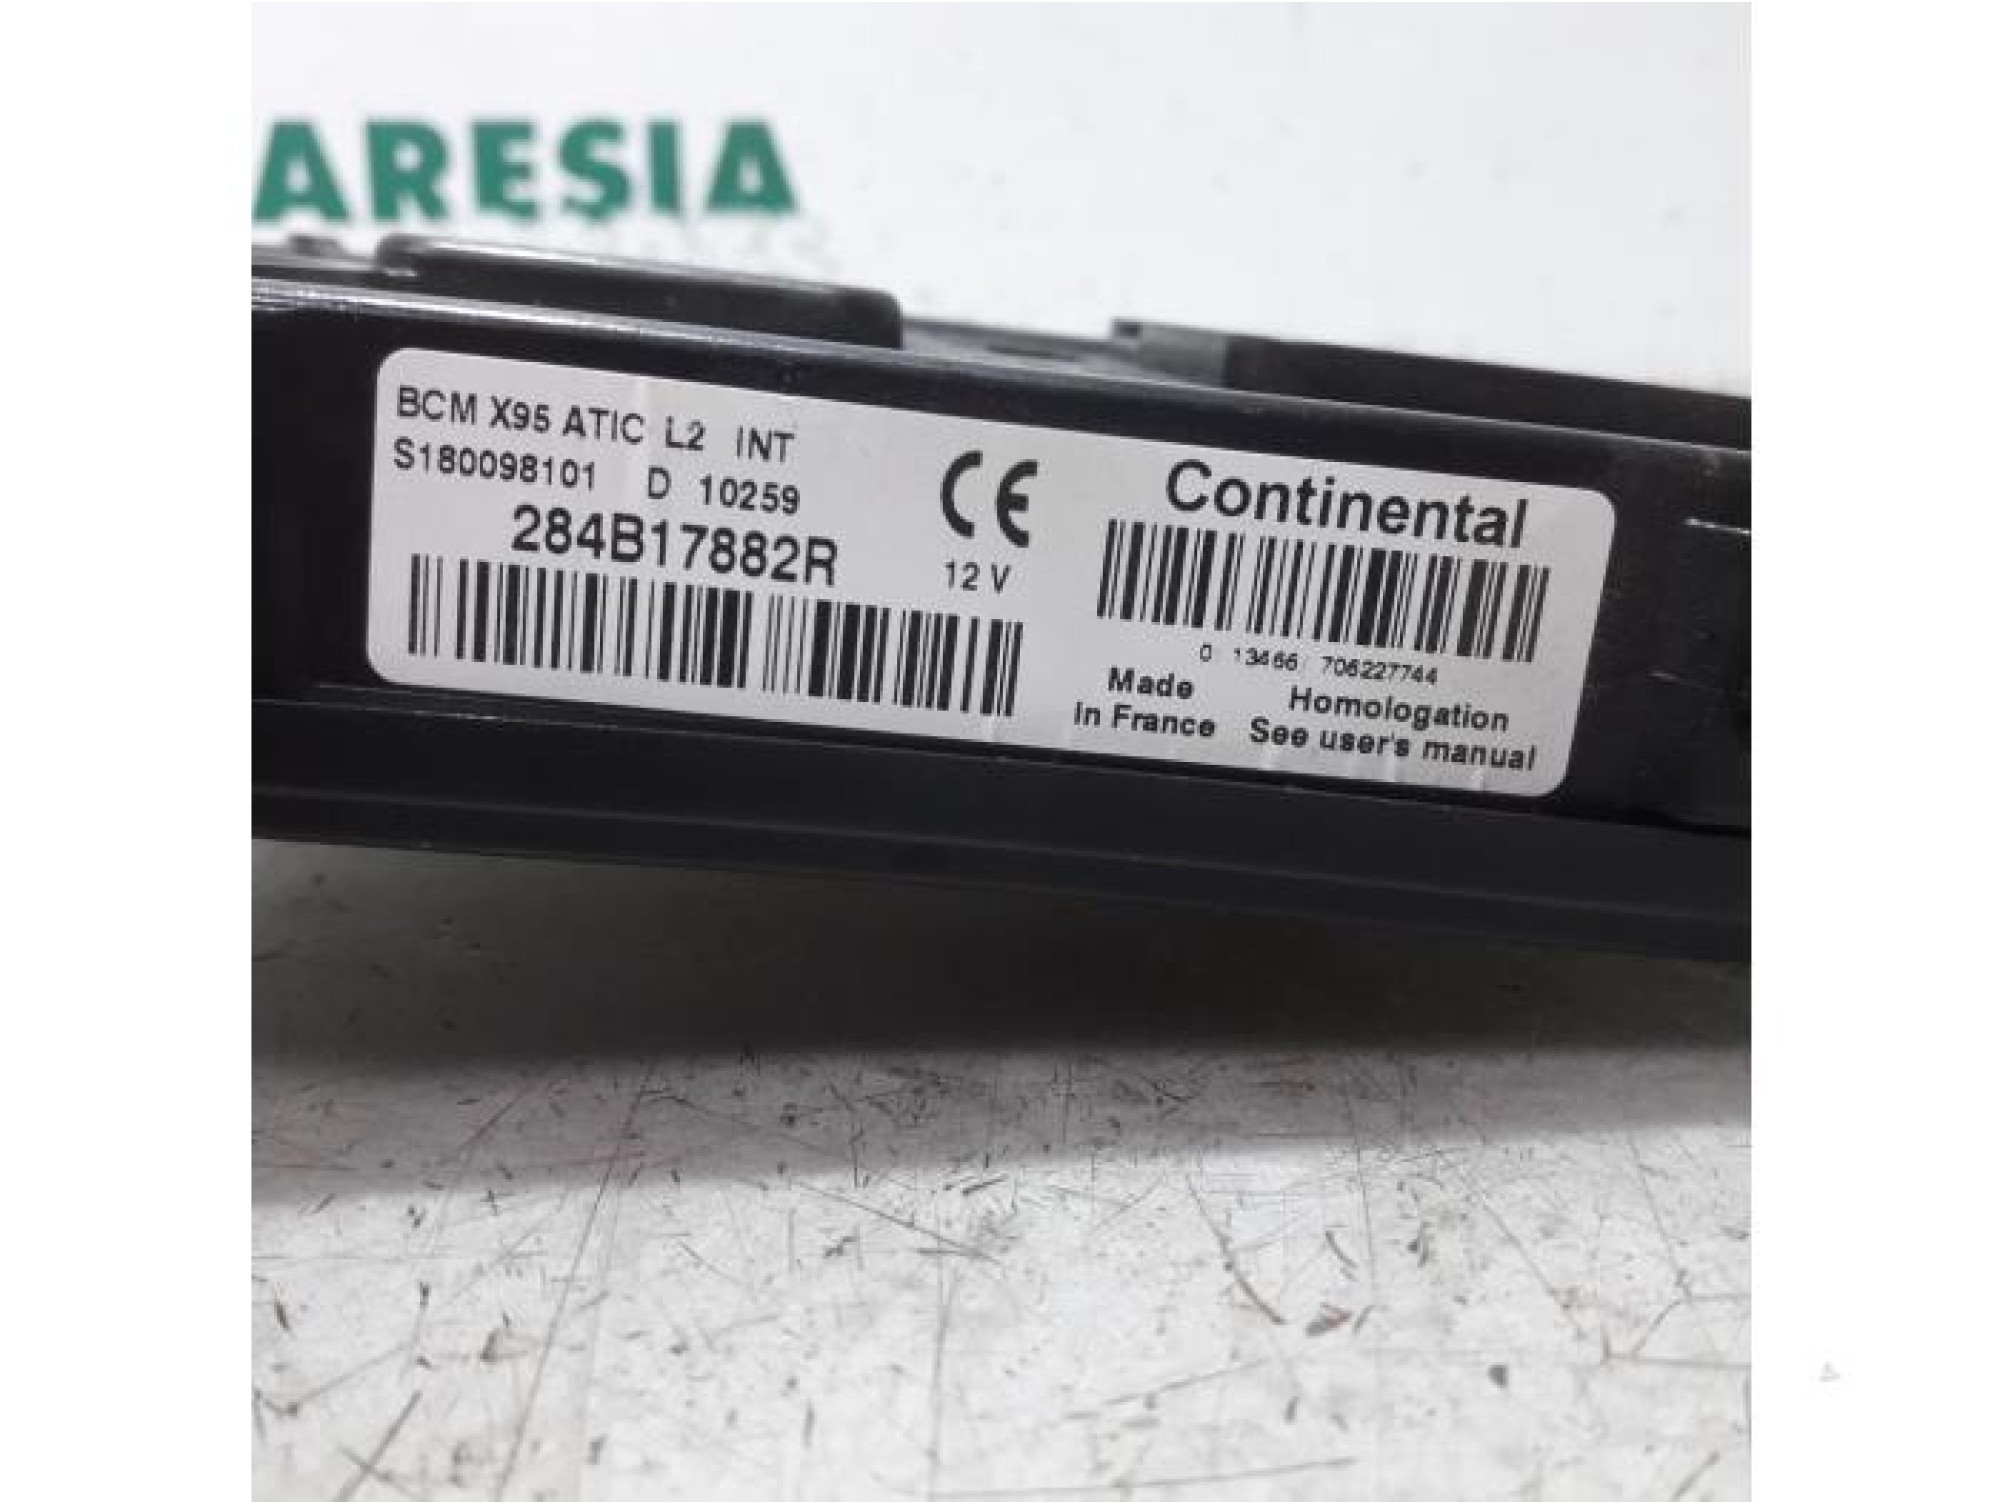 ARESIA
BCM X95 ATIC L2 INT
S180098101 D 10259
284B17882R
CE
12 V
Continental
0 13466 706227744
Made
In France
Homologation
See user's manual